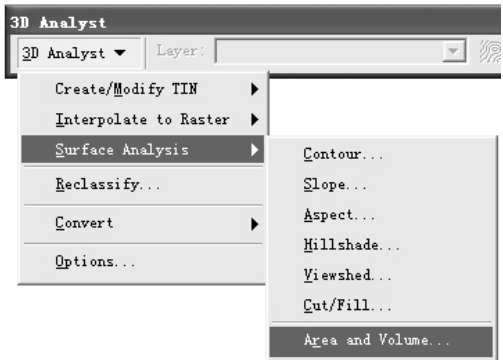 3D Analyst
3D Analyst Layer:
Create/Modify TIN
Interpolate to Raster
Surface Analysis
Reclassify...
Convert
Options...
Contour...
Slope...
Aspect...
Hillshade...
Viewshed...
Cut/Fill...
Area and Volume...